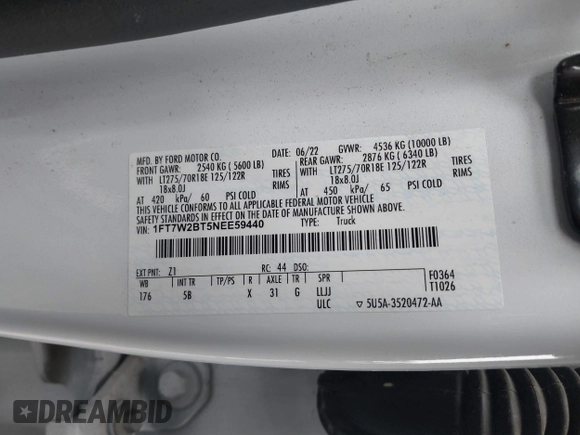 MFD. BY FORD MOTOR CO.
06/22 GVWR: 4536 KG (10000 LB)
FRONT GAWR: 2540 KG (5600 LB)
REAR GAWR: 2876 KG (6340 LB)
WITH LT275/70R18E 125/122R TIRES
WITH LT275/70R18E 125/122R TIRES
18x8.0J RIMS
18x8.0J RIMS
AT 420 kPa/ 60 PSI COLD
AT 450 kPa/ 65 PSI COLD
THIS VEHICLE CONFORMS TO ALL APPLICABLE FEDERAL MOTOR VEHICLE
SAFETY STANDARDS IN EFFECT ON THE DATE OF MANUFACTURE SHOWN ABOVE.
VIN: 1FT7W2BT5NEE59440 TYPE: Truck
EXT PNT: Z1 RC: 44 DSO: F0364
WB INT TR TP/PS R AXLE TR SPR T1026
176 5B X 31 G LLJJ
ULC 5U5A-3520472-AA
DREAMBID